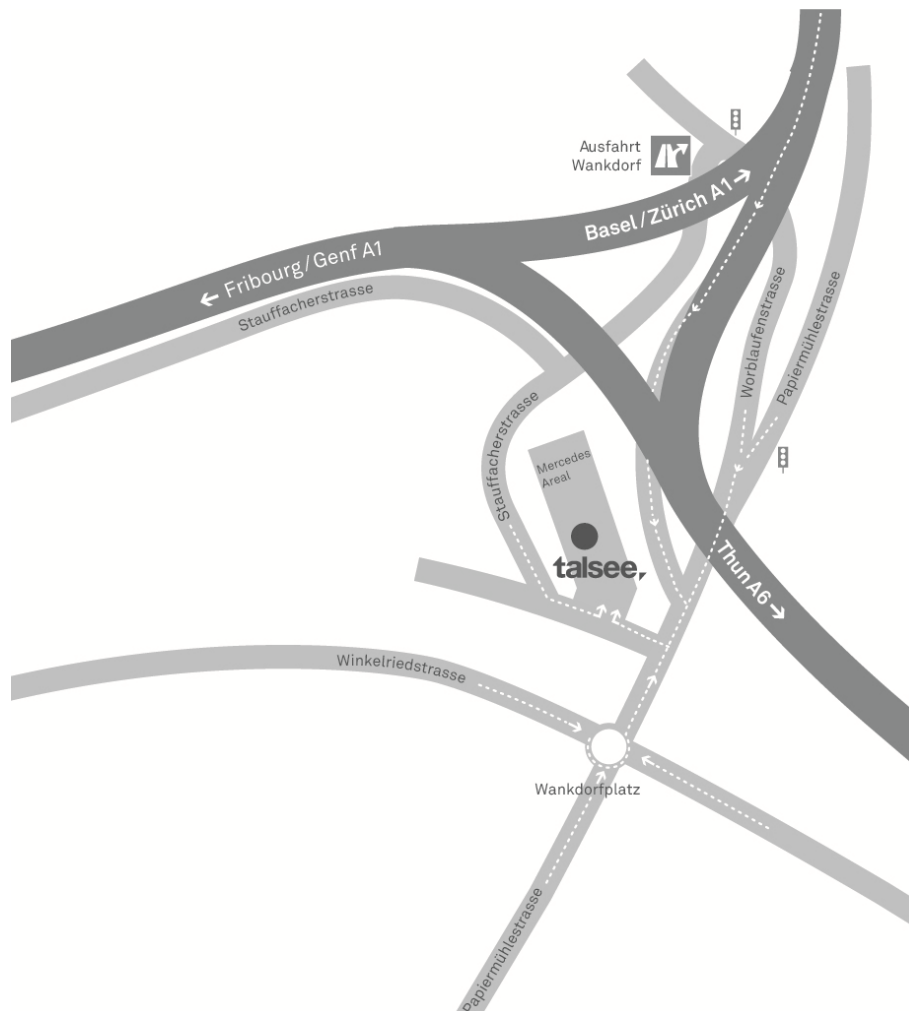 Ausfahrt
Wankdorf
Basel/Zürich A1 →
← Fribourg/Genf A1
Stauffacherstrasse
Worblaufenstrasse
Papiermühlestrasse
Stauffacherstrasse
Mercedes
Areal
talsee
Thun A6 →
Winkelriedstrasse
Wankdorfplatz
Papiermühlestrasse